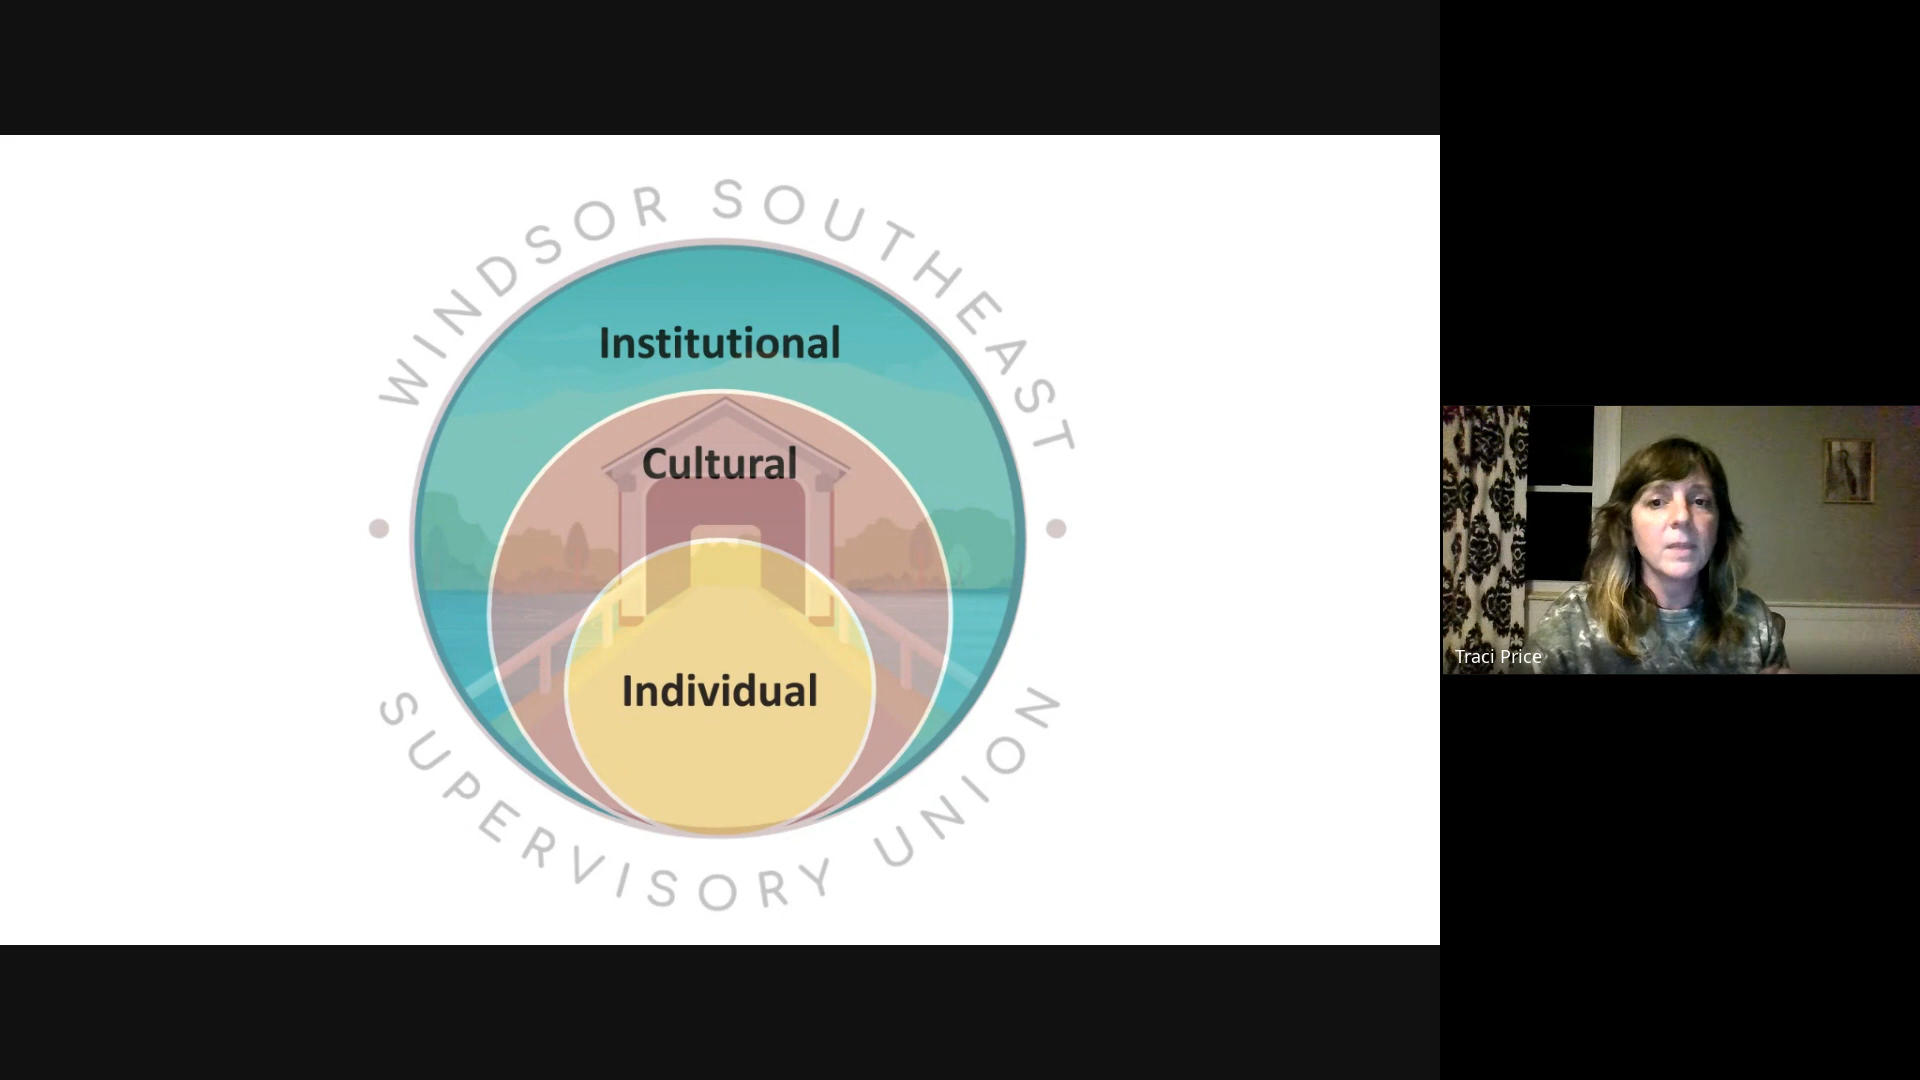 WINDSOR SOUTHEAST
Institutional
Cultural
Individual
SUPERVISORY UNION
Traci Price